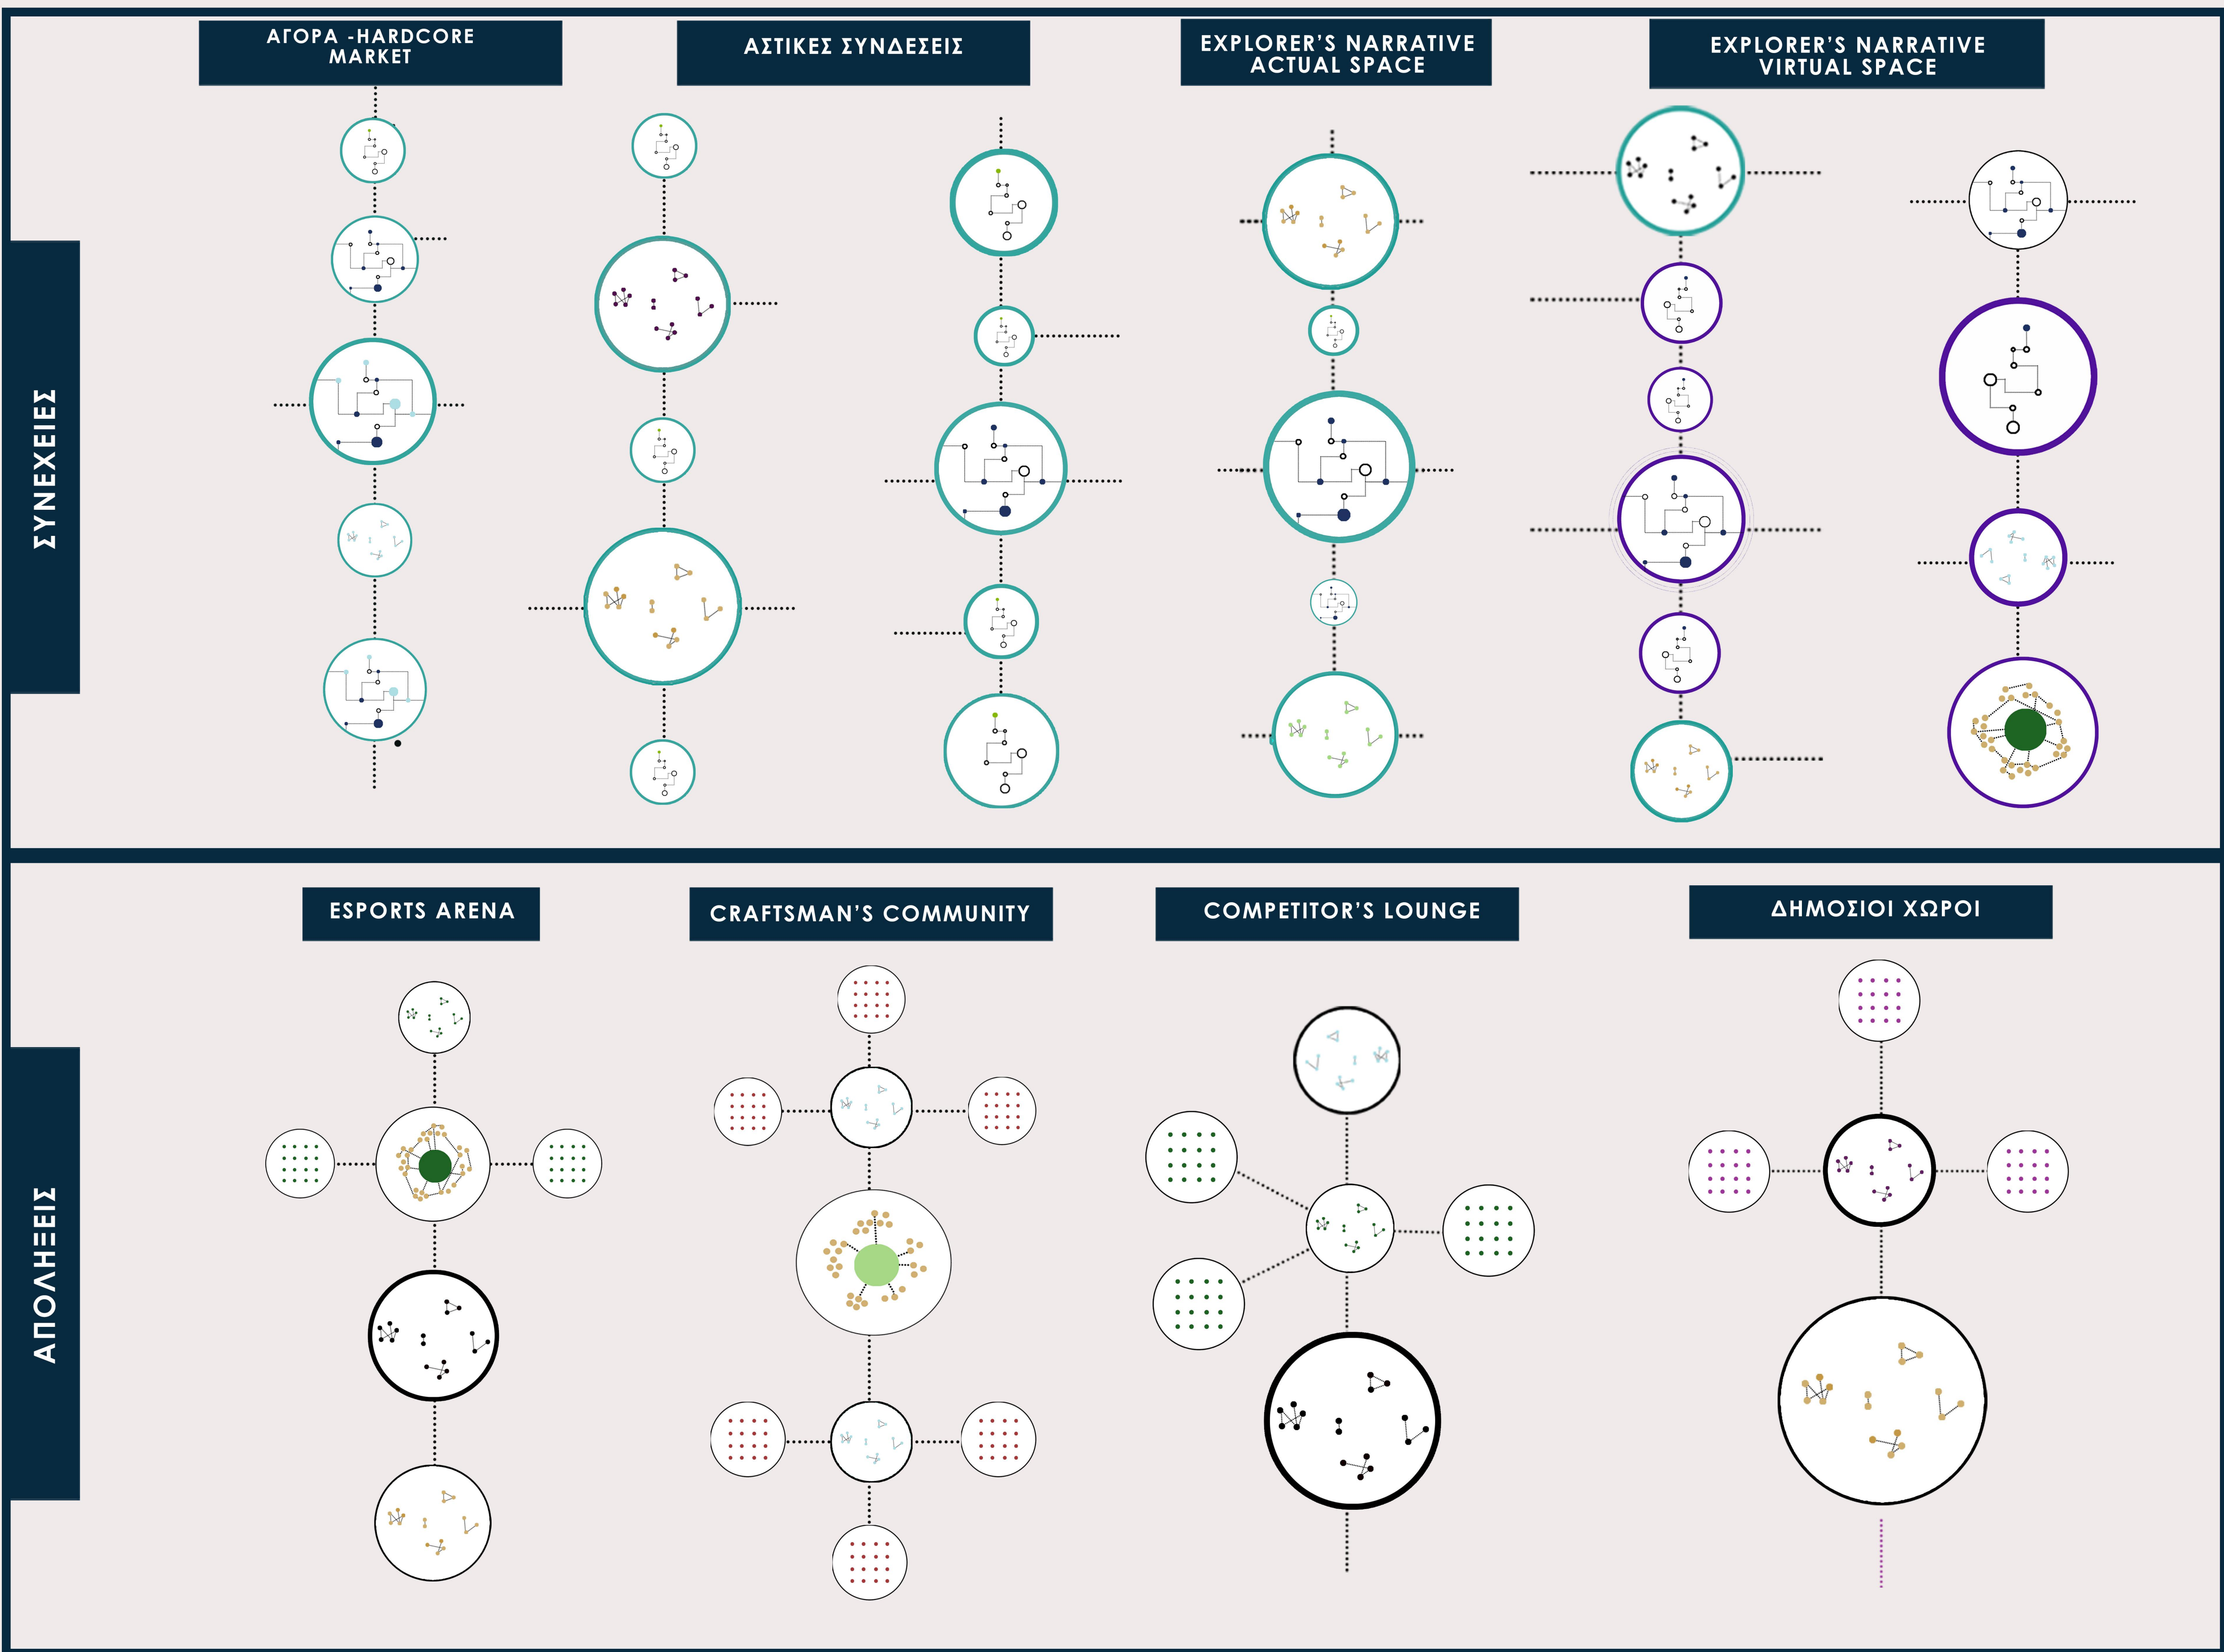 ΑΓΟΡΑ -HARDCORE
MARKET
ΑΣΤΙΚΕΣ ΣΥΝΔΕΣΕΙΣ
EXPLORER’S NARRATIVE
ACTUAL SPACE
EXPLORER’S NARRATIVE
VIRTUAL SPACE
ΣΥΝΕΧΕΙΕΣ
ESPORTS ARENA
CRAFTSMAN’S COMMUNITY
COMPETITOR’S LOUNGE
ΔΗΜΟΣΙΟΙ ΧΩΡΟΙ
ΑΠΟΛΗΞΕΙΣ